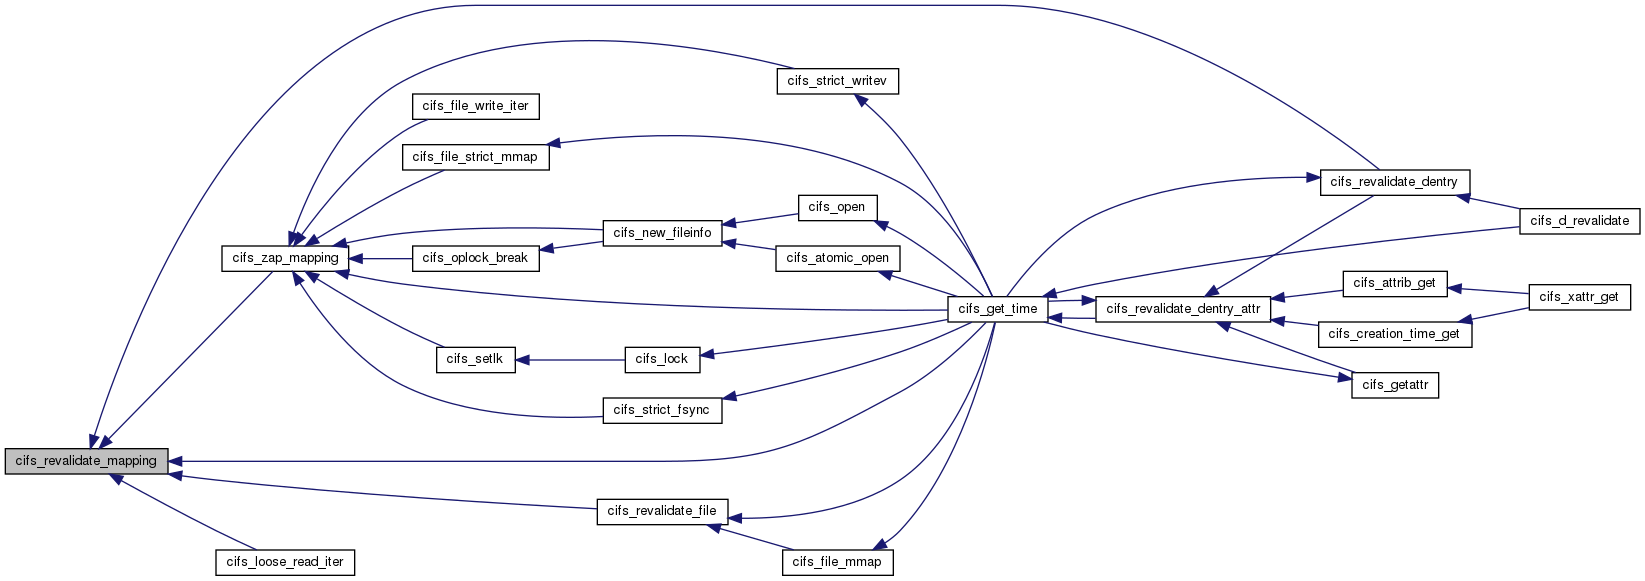 cifs_strict_writev
cifs_file_write_iter
cifs_file_strict_mmap
cifs_revalidate_dentry
cifs_open
cifs_d_revalidate
cifs_new_fileinfo
cifs_zap_mapping
cifs_oplock_break
cifs_atomic_open
cifs_attrib_get
cifs_xattr_get
cifs_get_time
cifs_revalidate_dentry_attr
cifs_creation_time_get
cifs_setlk
cifs_lock
cifs_getattr
cifs_strict_fsync
cifs_revalidate_mapping
cifs_revalidate_file
cifs_loose_read_iter
cifs_file_mmap